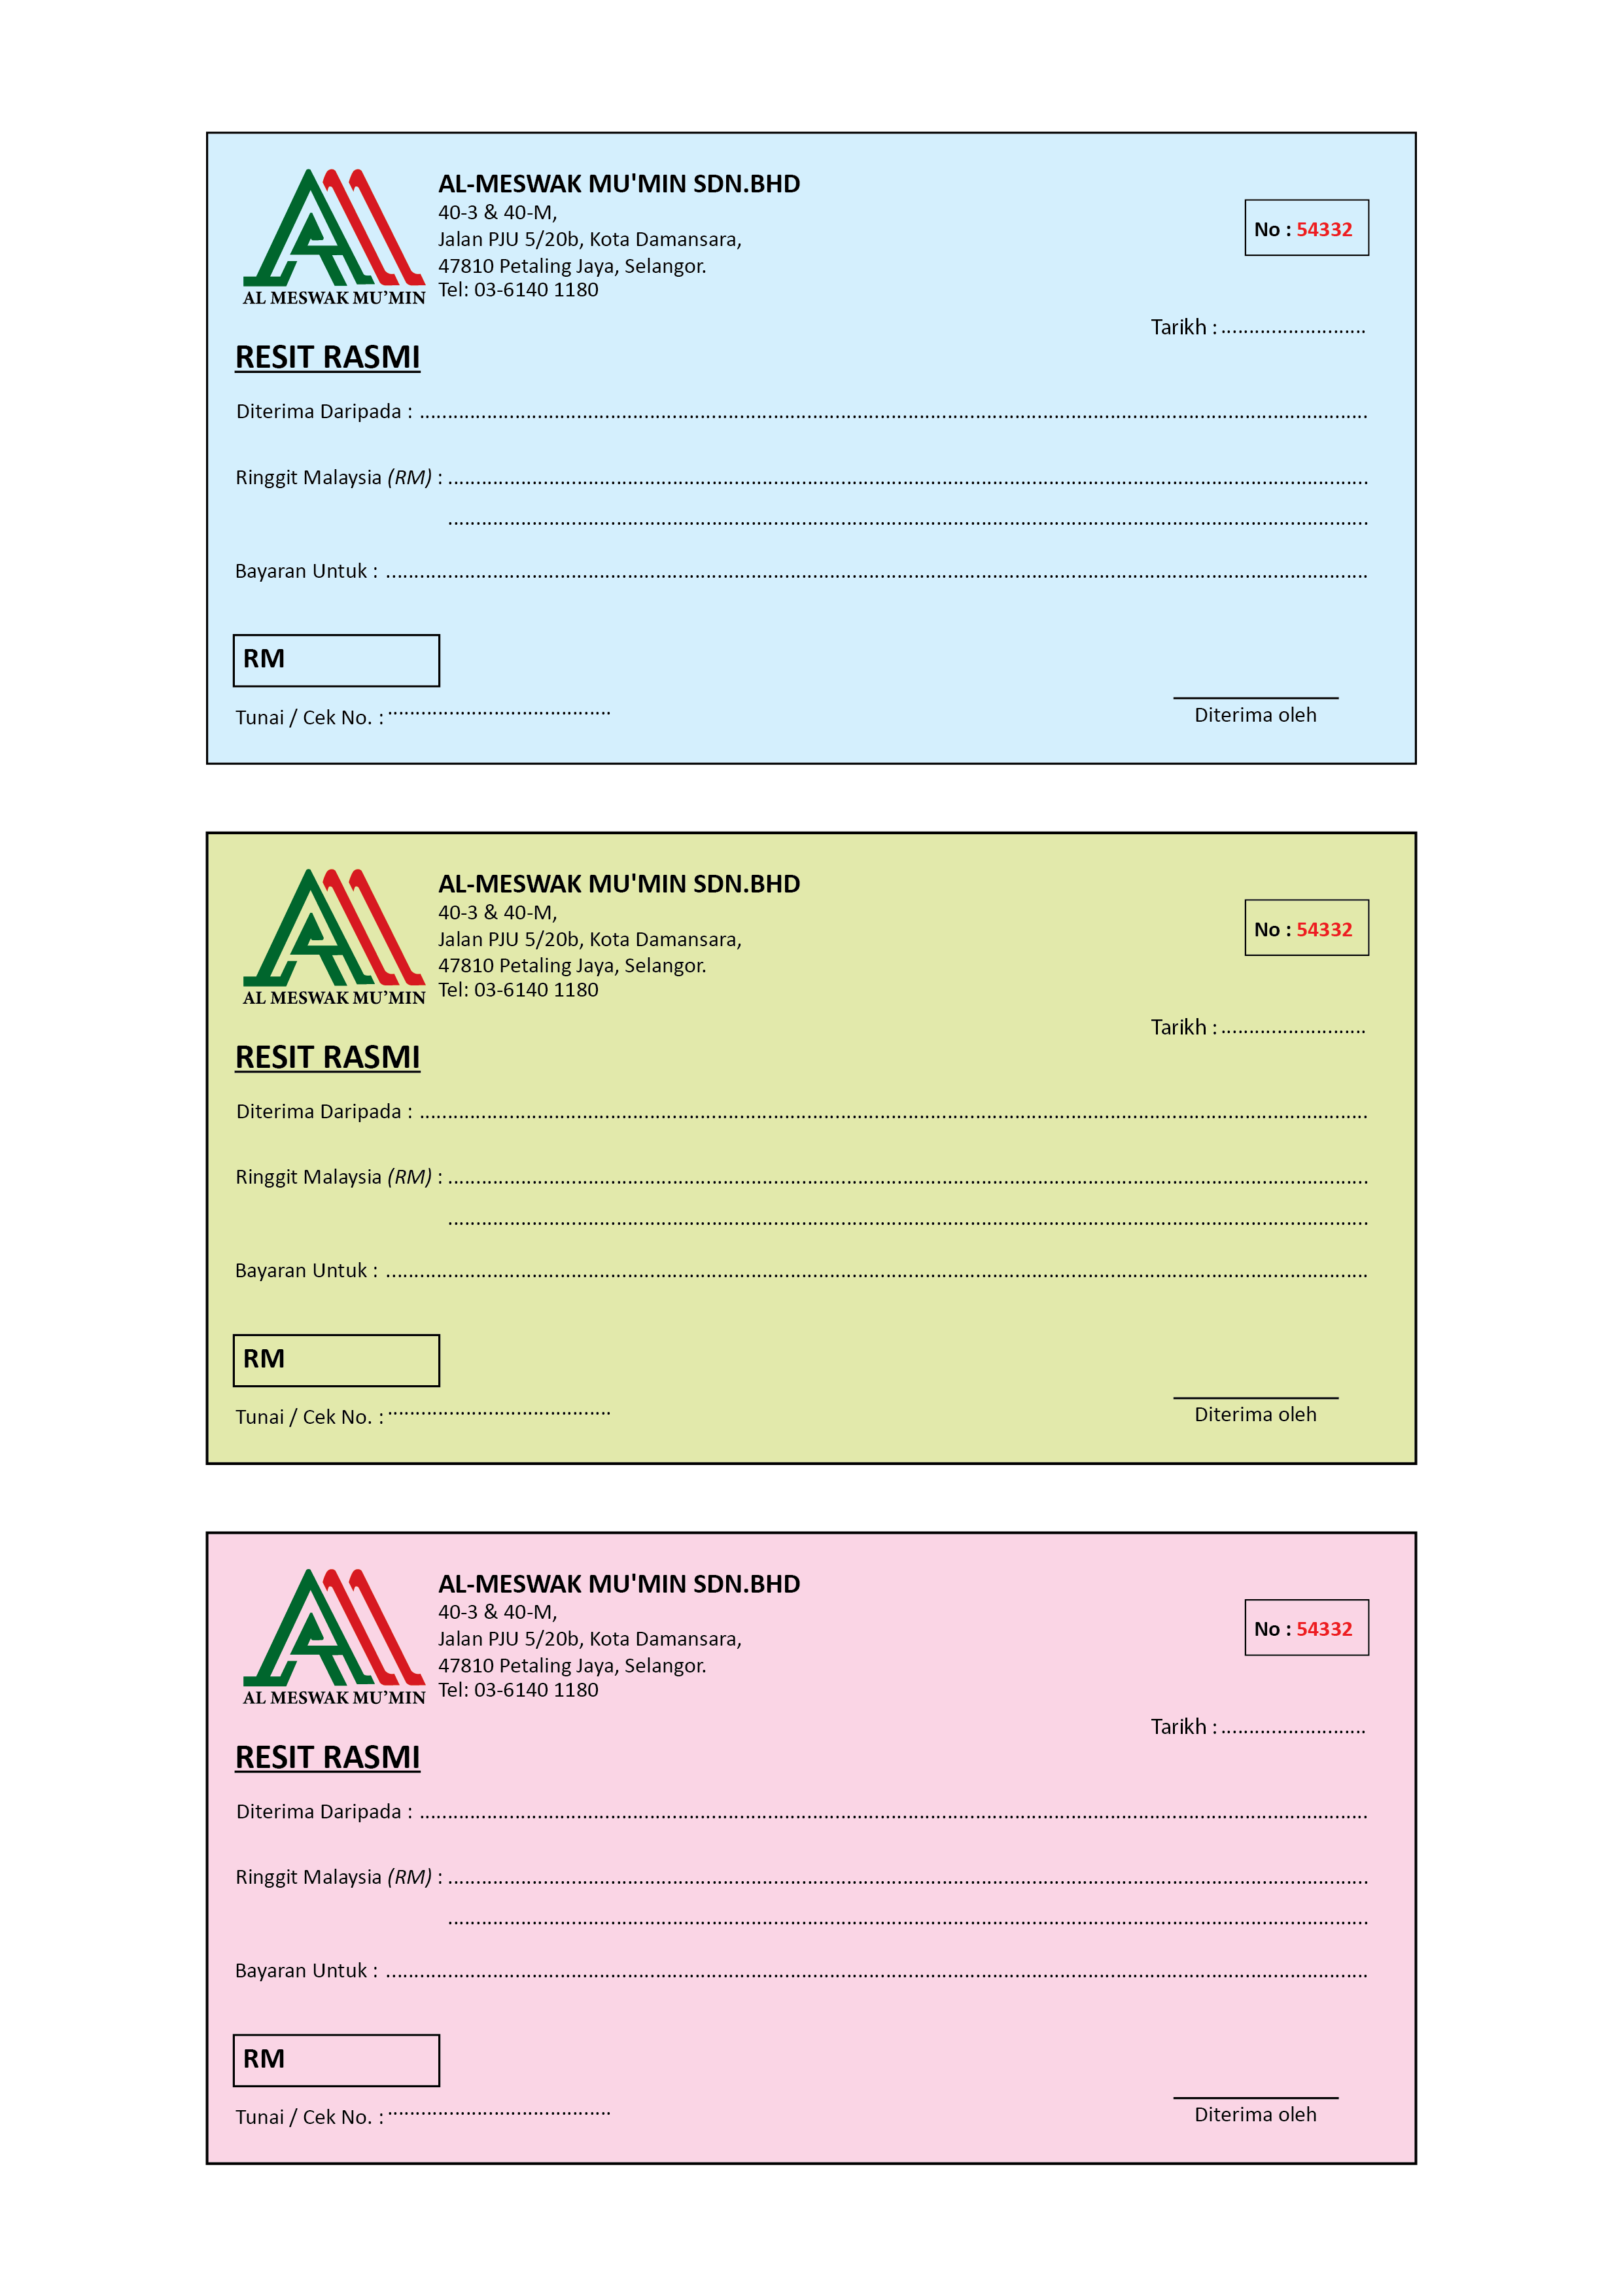 AL MESWAK MU’MIN
AL-MESWAK MU'MIN SDN.BHD
40-3 & 40-M,
Jalan PJU 5/20b, Kota Damansara,
47810 Petaling Jaya, Selangor.
Tel: 03-6140 1180
No : 54332
Tarikh : ..........................
RESIT RASMI
Diterima Daripada : ..........................
Ringgit Malaysia (RM) : ..........................
..........................
Bayaran Untuk : ..........................
RM
Tunai / Cek No. : ..........................
Diterima oleh
AL MESWAK MU’MIN
AL-MESWAK MU'MIN SDN.BHD
40-3 & 40-M,
Jalan PJU 5/20b, Kota Damansara,
47810 Petaling Jaya, Selangor.
Tel: 03-6140 1180
No : 54332
Tarikh : ..........................
RESIT RASMI
Diterima Daripada : ..........................
Ringgit Malaysia (RM) : ..........................
..........................
Bayaran Untuk : ..........................
RM
Tunai / Cek No. : ..........................
Diterima oleh
AL MESWAK MU’MIN
AL-MESWAK MU'MIN SDN.BHD
40-3 & 40-M,
Jalan PJU 5/20b, Kota Damansara,
47810 Petaling Jaya, Selangor.
Tel: 03-6140 1180
No : 54332
Tarikh : ..........................
RESIT RASMI
Diterima Daripada : ..........................
Ringgit Malaysia (RM) : ..........................
..........................
Bayaran Untuk : ..........................
RM
Tunai / Cek No. : ..........................
Diterima oleh